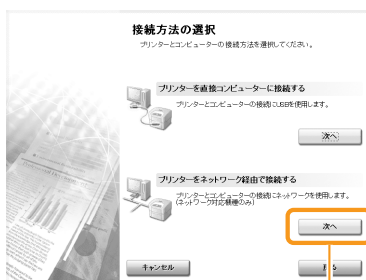 接続方法の選択
プリンターとコンピューターの接続方法を選択してください。
プリンターを直接コンピューターに接続する
プリンターとコンピューターの接続にUSBを使用します。
次へ
プリンターをネットワーク経由で接続する
プリンターとコンピューターの接続にネットワークを使用します。
(ネットワーク対応機種のみ)
次へ
キャンセル
戻る